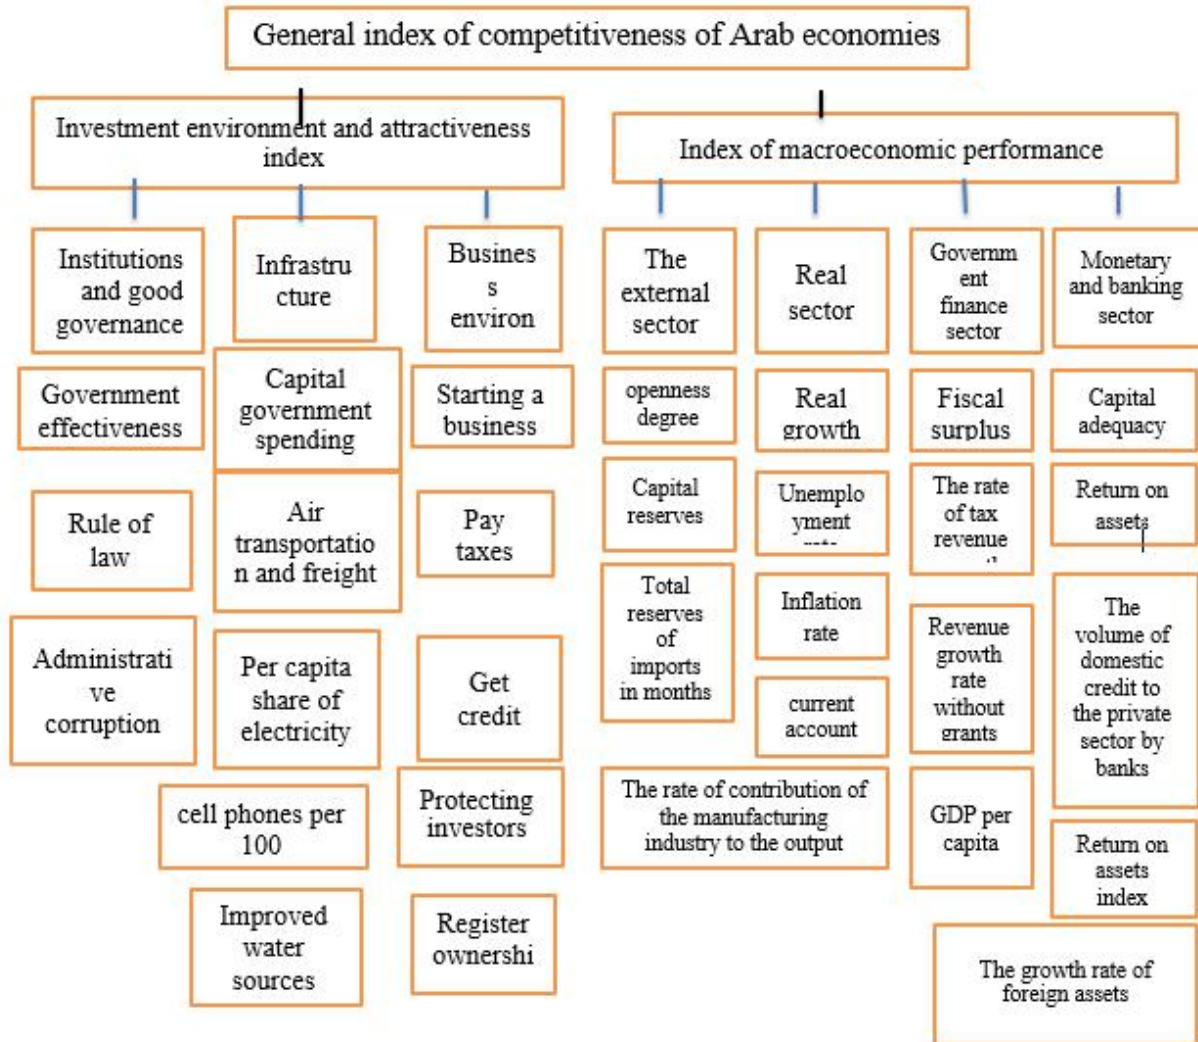 General index of competitiveness of Arab economies
Investment environment and attractiveness
index
Index of macroeconomic performance
Institutions
and good
governance
Infrastru
cture
Busines
s
environ
The
external
sector
Real
sector
Governm
ent
finance
sector
Monetary
and banking
sector
Government
effectiveness
Capital
government
spending
Starting a
business
openness
degree
Real
growth
Fiscal
surplus
Capital
adequacy
Rule of
law
Air
transportatio
n and freight
Pay
taxes
Capital
reserves
Unemplo
yment
The rate
of tax
revenue
Return on
assets
Administrati
ve
corruption
Per capita
share of
electricity
Get
credit
Total
reserves
of
imports
in months
Inflation
rate
current
account
Revenue
growth
rate
without
grants
The
volume of
domestic
credit to
the private
sector by
banks
cell phones per
100
Protecting
investors
The rate of contribution of
the manufacturing
industry to the output
GDP per
capita
Return on
assets
index
Improved
water
sources
Register
ownershi
The growth rate of
foreign assets